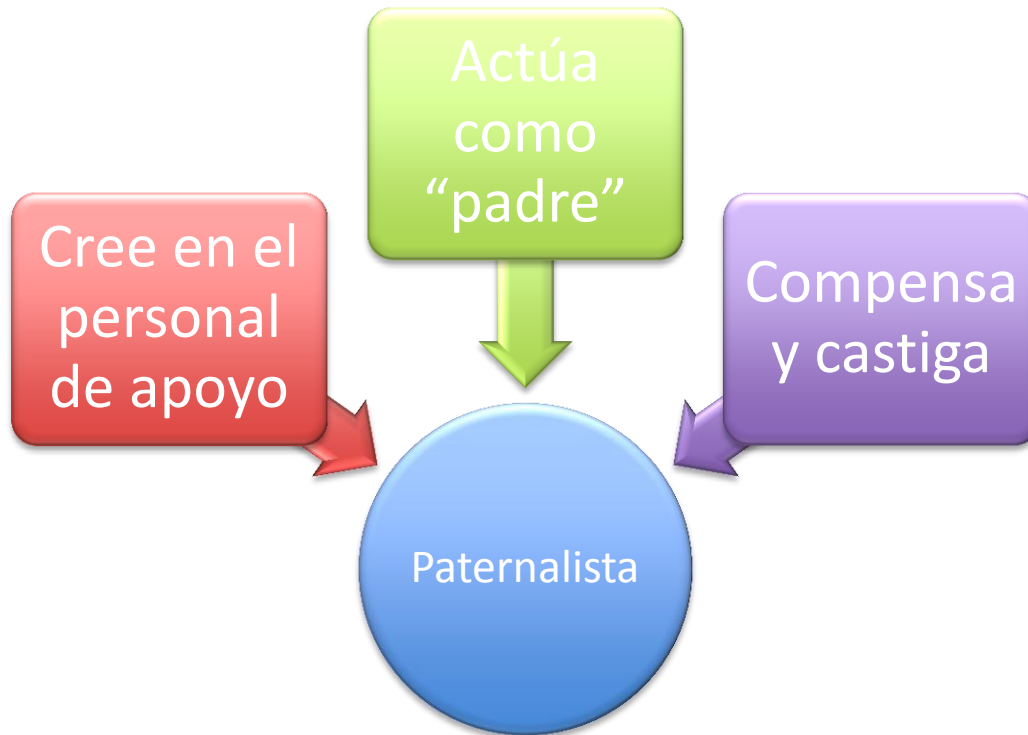 Actúa
como
“padre”
Cree en el
personal
de apoyo
Compensa
y castiga
Paternalista